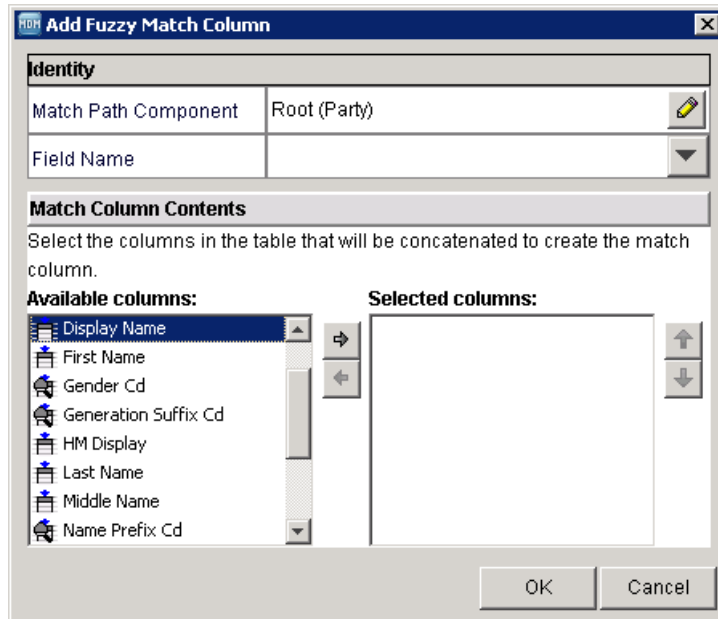 MDM Add Fuzzy Match Column
Identity
Match Path Component Root (Party)
Field Name
Match Column Contents
Select the columns in the table that will be concatenated to create the match
column.
Available columns: Selected columns:
Display Name
First Name
Gender Cd
Generation Suffix Cd
HM Display
Last Name
Middle Name
Name Prefix Cd
OK Cancel